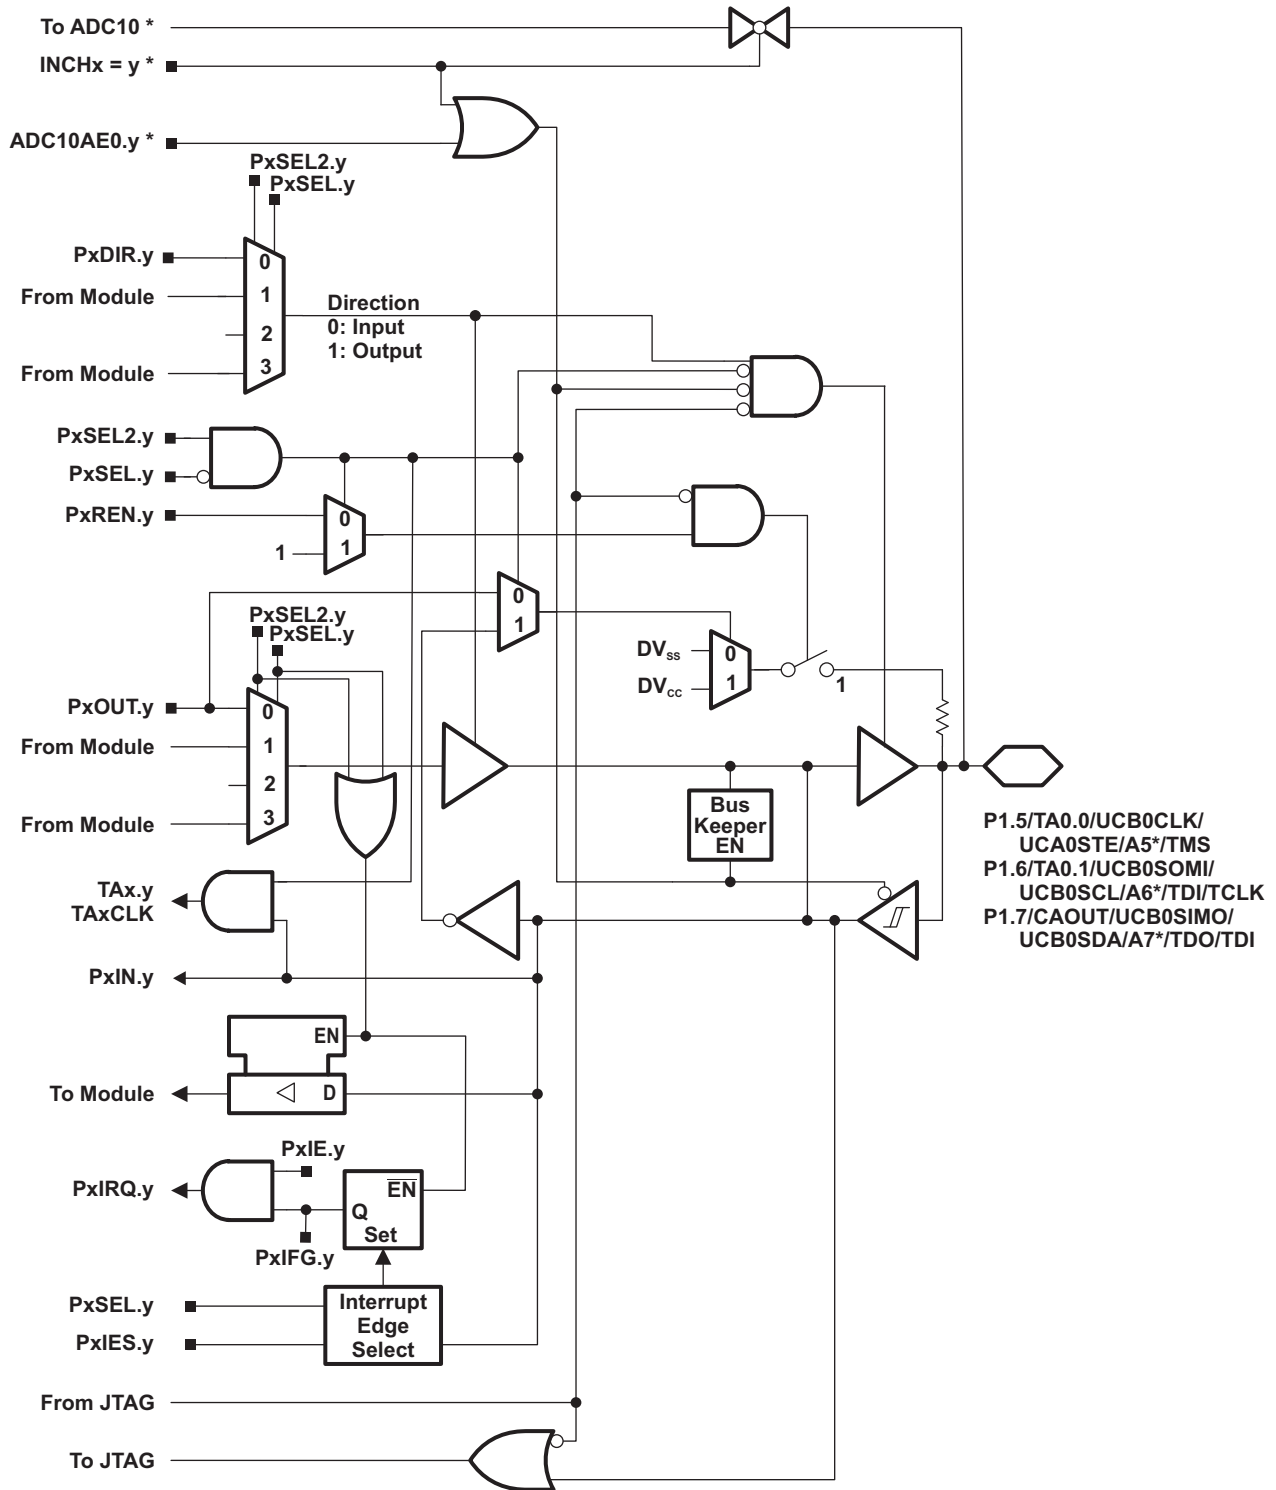 To ADC10 *
INCHx = y *
ADC10AE0.y *
PxSEL2.y
PxSEL.y
PxDIR.y
0
From Module
1
2
From Module
3
Direction
0: Input
1: Output
PxSEL2.y
PxSEL.y
PxREN.y
0
1
1
0
1
PxSEL2.y
PxSEL.y
DVSS
0
DVCC
1
1
PxOUT.y
0
From Module
1
2
From Module
3
Bus
Keeper
EN
P1.5/TA0.0/UCB0CLK/
UCA0STE/A5*/TMS
P1.6/TA0.1/UCB0SOMI/
UCB0SCL/A6*/TDI/TCLK
P1.7/CAOUT/UCB0SIMO/
UCB0SDA/A7*/TDO/TDI
TAx.y
TAxCLK
PxIN.y
EN
To Module
D
PxIE.y
PxIRQ.y
EN
Q
Set
PxIFG.y
PxSEL.y
PxIES.y
Interrupt
Edge
Select
From JTAG
To JTAG